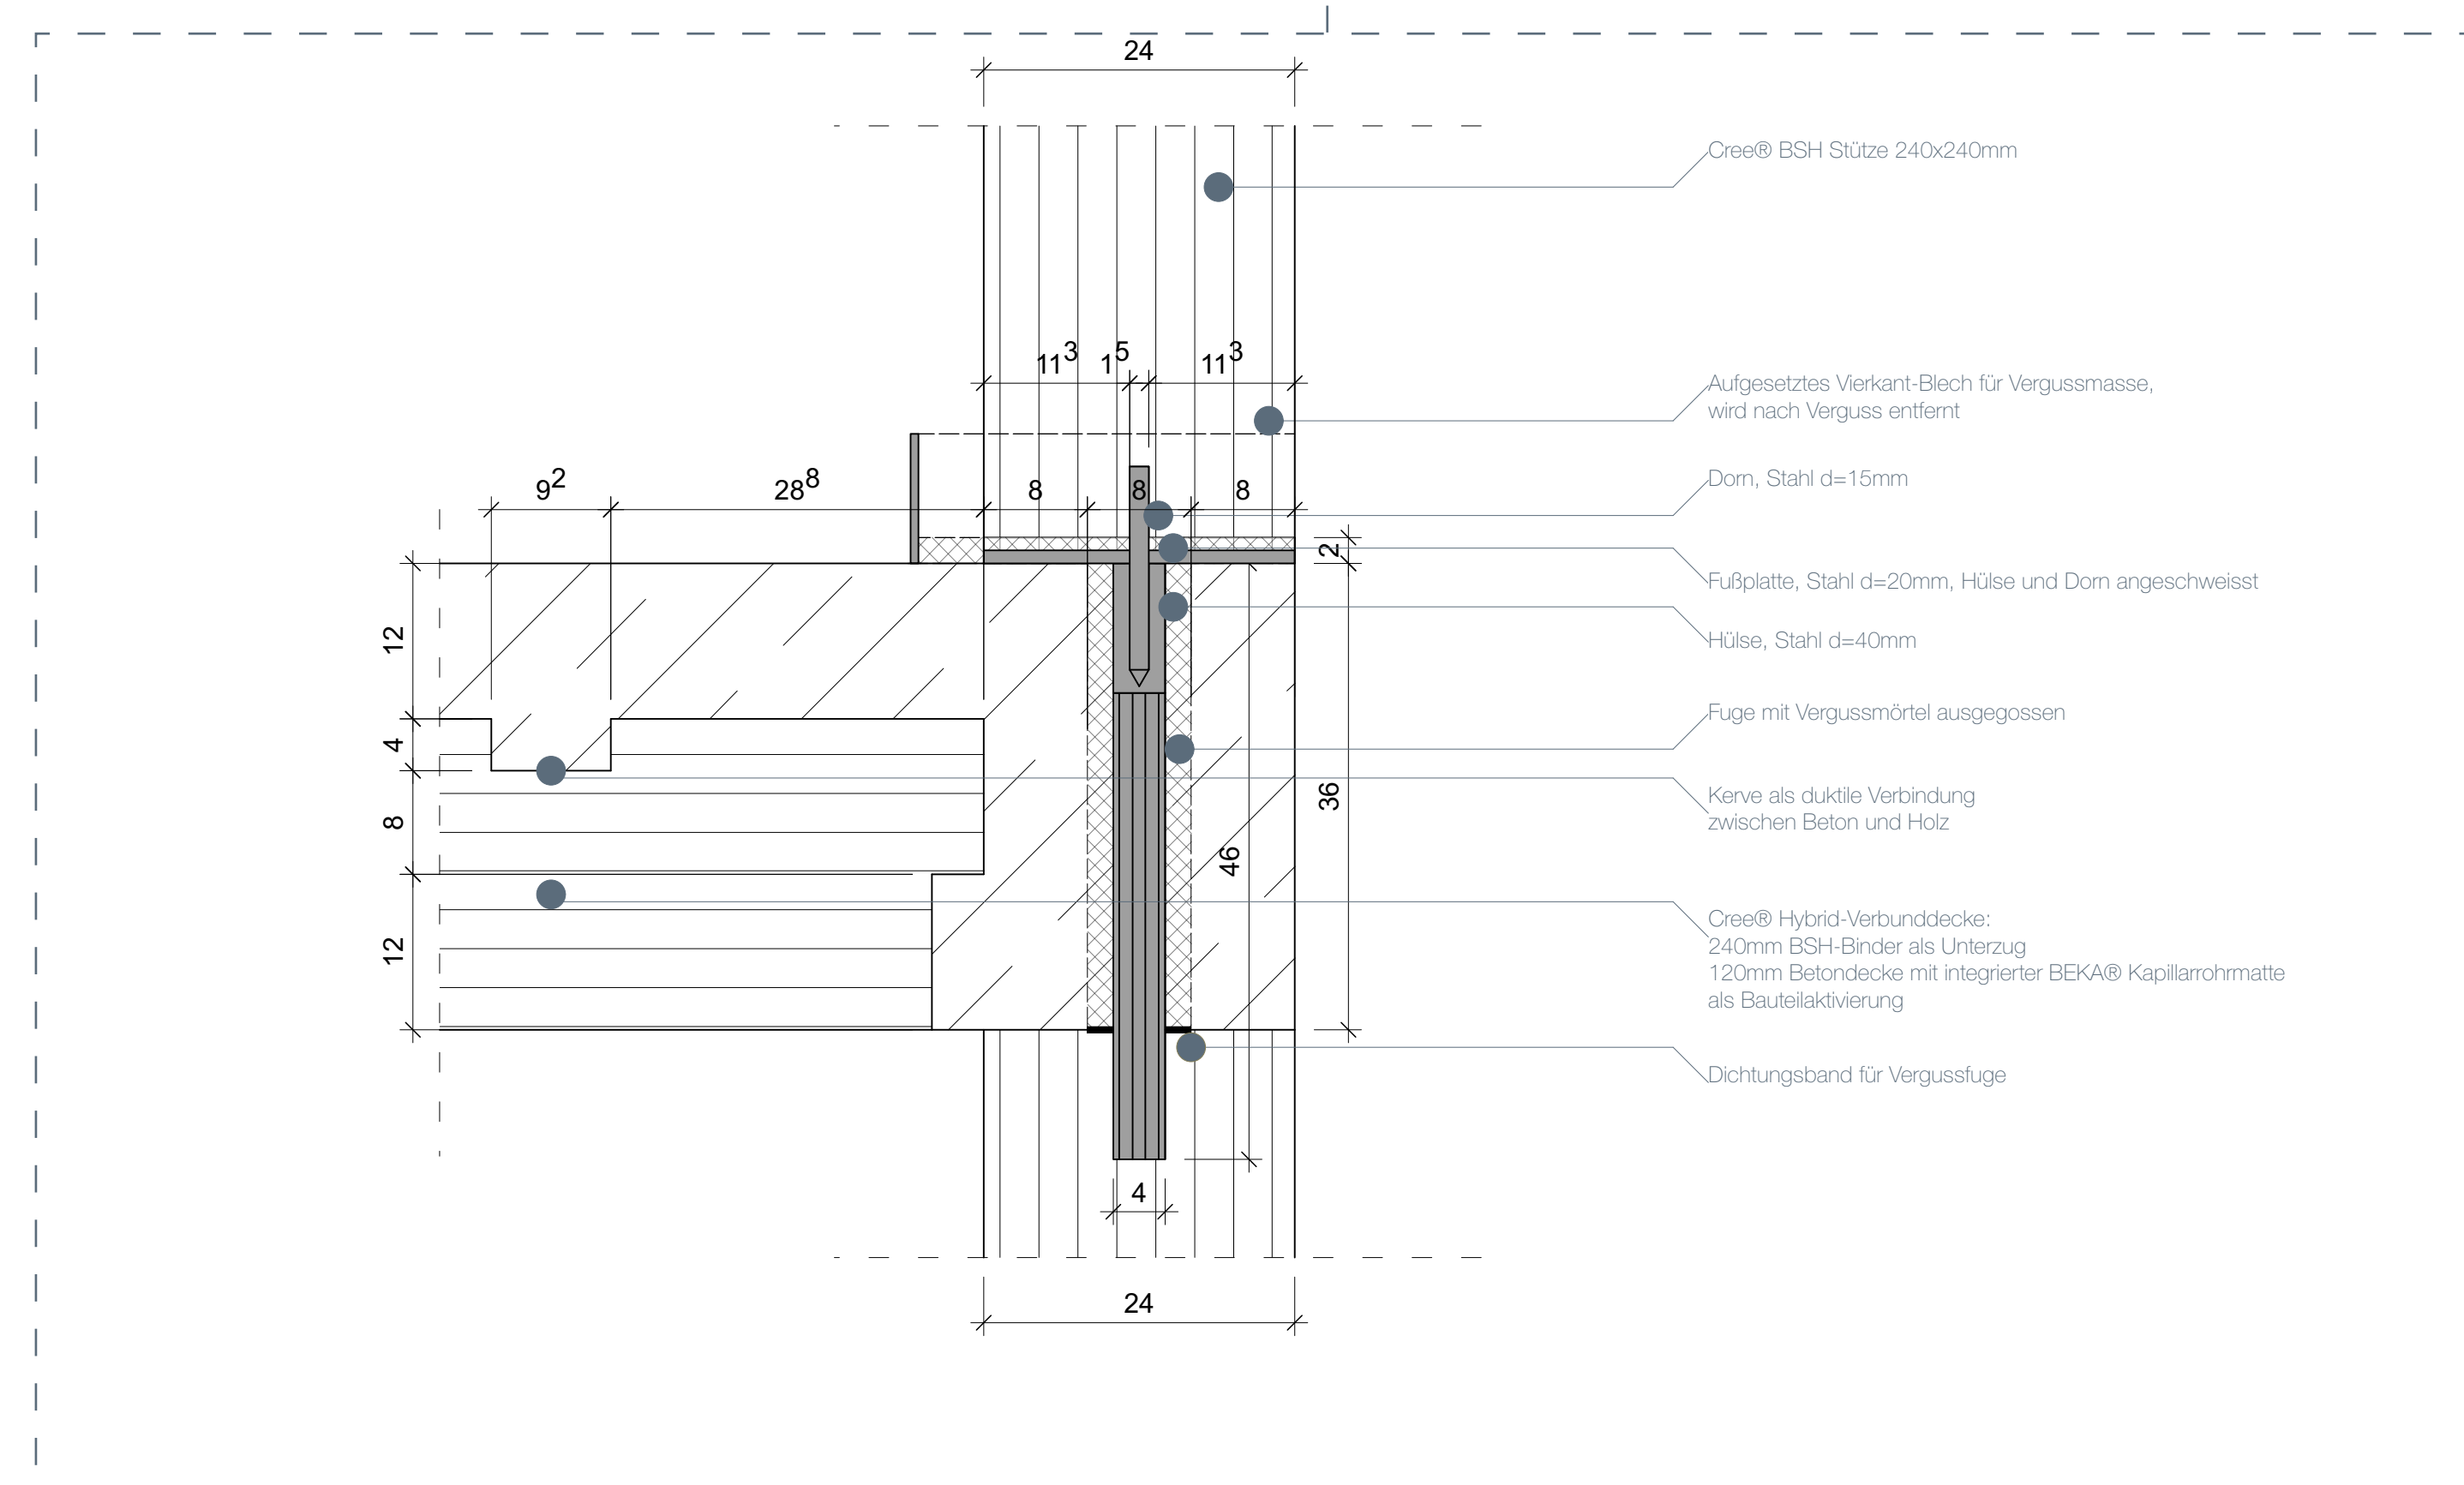 24
Cree® BSH Stütze 240x240mm
11³ 1⁵ 11³
Aufgesetztes Vierkant-Blech für Vergussmasse,
wird nach Verguss entfernt
9² 28⁸ 8 8 8
Dorn, Stahl d=15mm
2
Fußplatte, Stahl d=20mm, Hülse und Dorn angeschweisst
12
Hülse, Stahl d=40mm
Fuge mit Vergussmörtel ausgegossen
4
36
Kerve als duktile Verbindung
zwischen Beton und Holz
8
46
12
Cree® Hybrid-Verbunddecke:
240mm BSH-Binder als Unterzug
120mm Betondecke mit integrierter BEKA® Kapillarrohrmatte
als Bauteilaktivierung
Dichtungsband für Vergussfuge
4
24